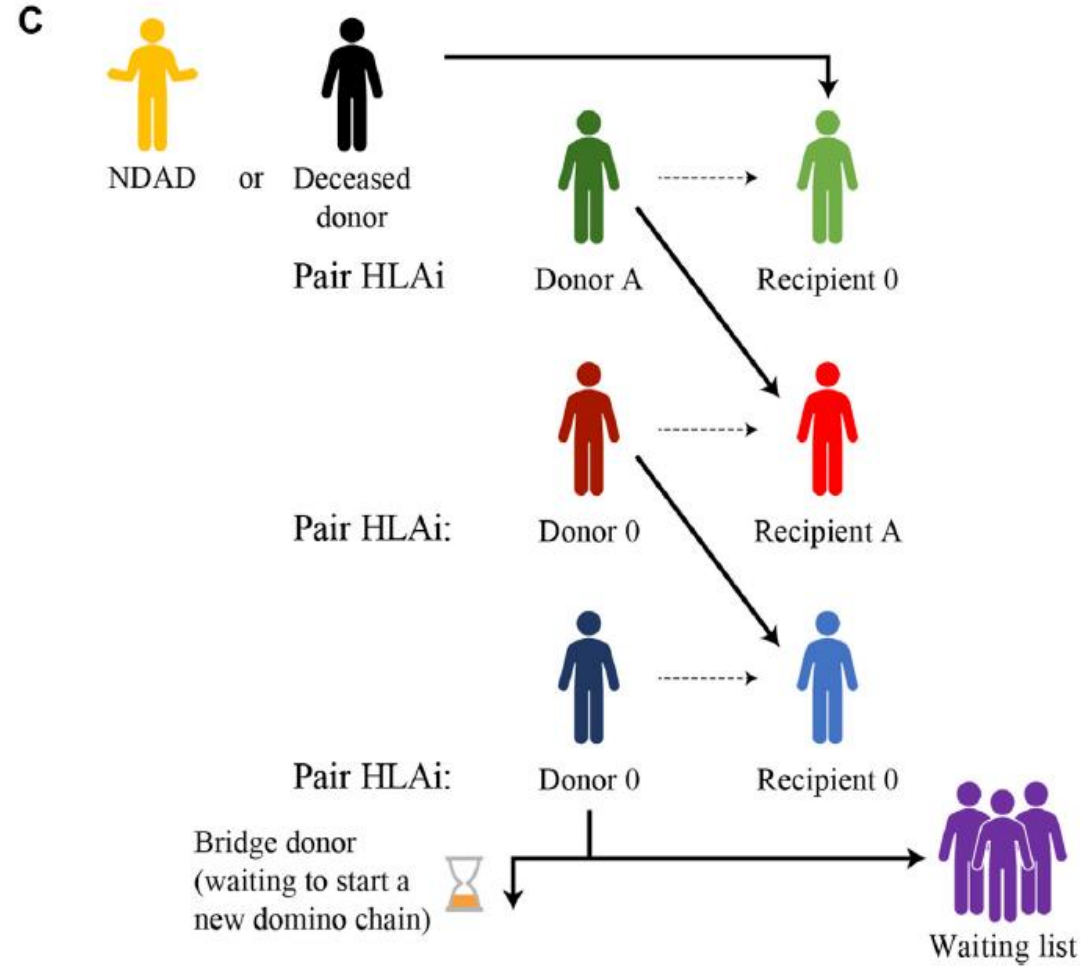 C
NDAD or Deceased
donor
Pair HLAi
Donor A
Recipient 0
Pair HLAi:
Donor 0
Recipient A
Pair HLAi:
Donor 0
Recipient 0
Bridge donor
(waiting to start a
new domino chain)
Waiting list